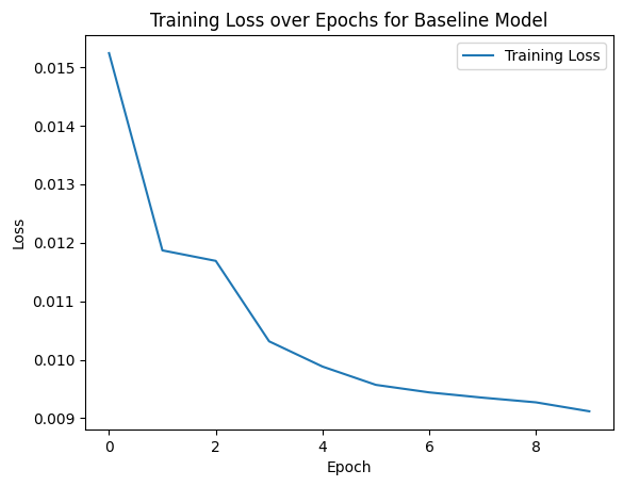 Training Loss over Epochs for Baseline Model
Training Loss
0.015
0.014
0.013
0.012
0.011
0.010
0.009
Loss
0 2 4 6 8
Epoch